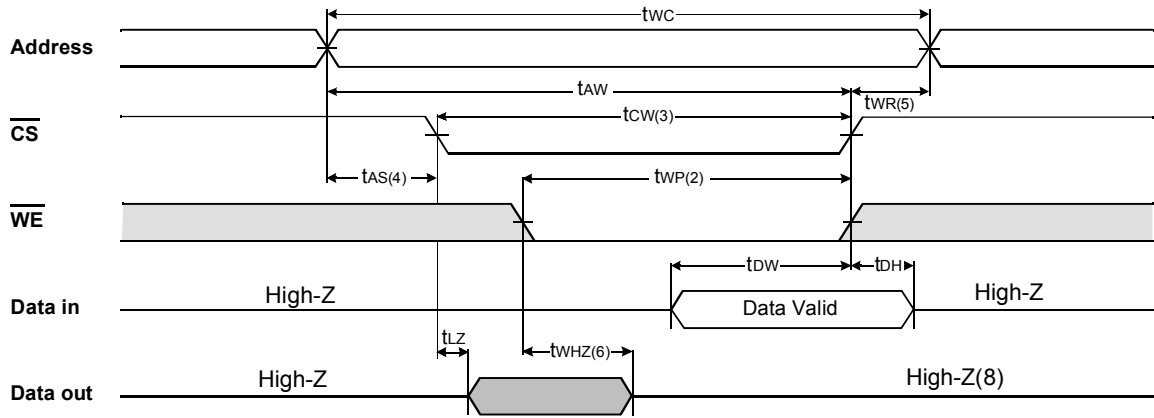 tWC
Address
tAW
tWR(5)
tCW(3)
CS
tAS(4)
tWP(2)
WE
tDW
tDH
High-Z
Data Valid
High-Z
Data in
tLZ
tWHZ(6)
High-Z
High-Z(8)
Data out